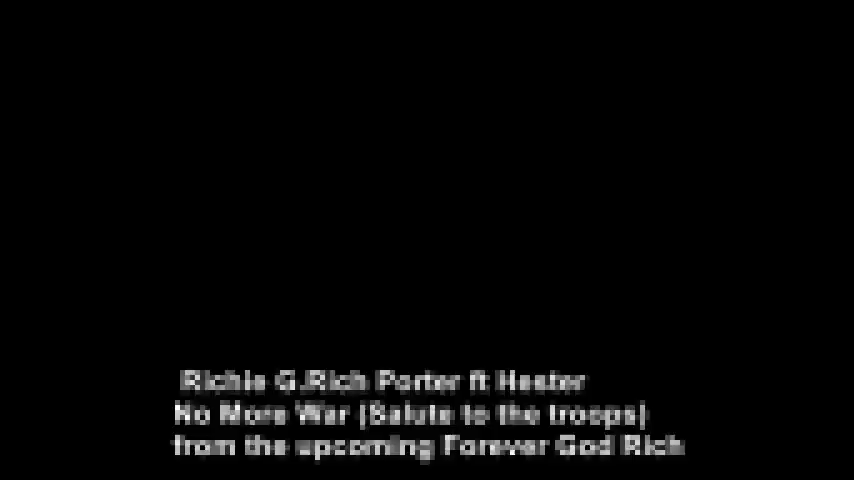 Richie G.Rich Porter ft Hester
No More War (Salute to the troops)
from the upcoming Forever God Rich